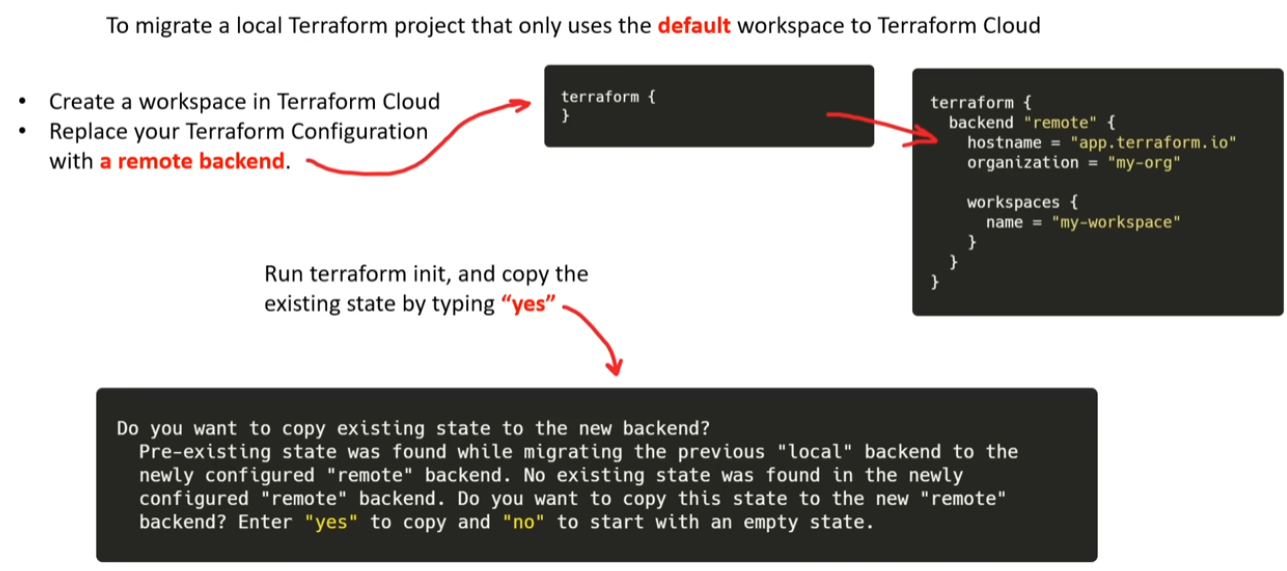 To migrate a local Terraform project that only uses the default workspace to Terraform Cloud
• Create a workspace in Terraform Cloud
• Replace your Terraform Configuration
with a remote backend.
terraform {
}
terraform {
  backend "remote" {
    hostname = "app.terraform.io"
    organization = "my-org"

    workspaces {
      name = "my-workspace"
    }
  }
}
Run terraform init, and copy the
existing state by typing “yes”
Do you want to copy existing state to the new backend?
  Pre-existing state was found while migrating the previous "local" backend to the
  newly configured "remote" backend. No existing state was found in the newly
  configured "remote" backend. Do you want to copy this state to the new "remote"
  backend? Enter "yes" to copy and "no" to start with an empty state.